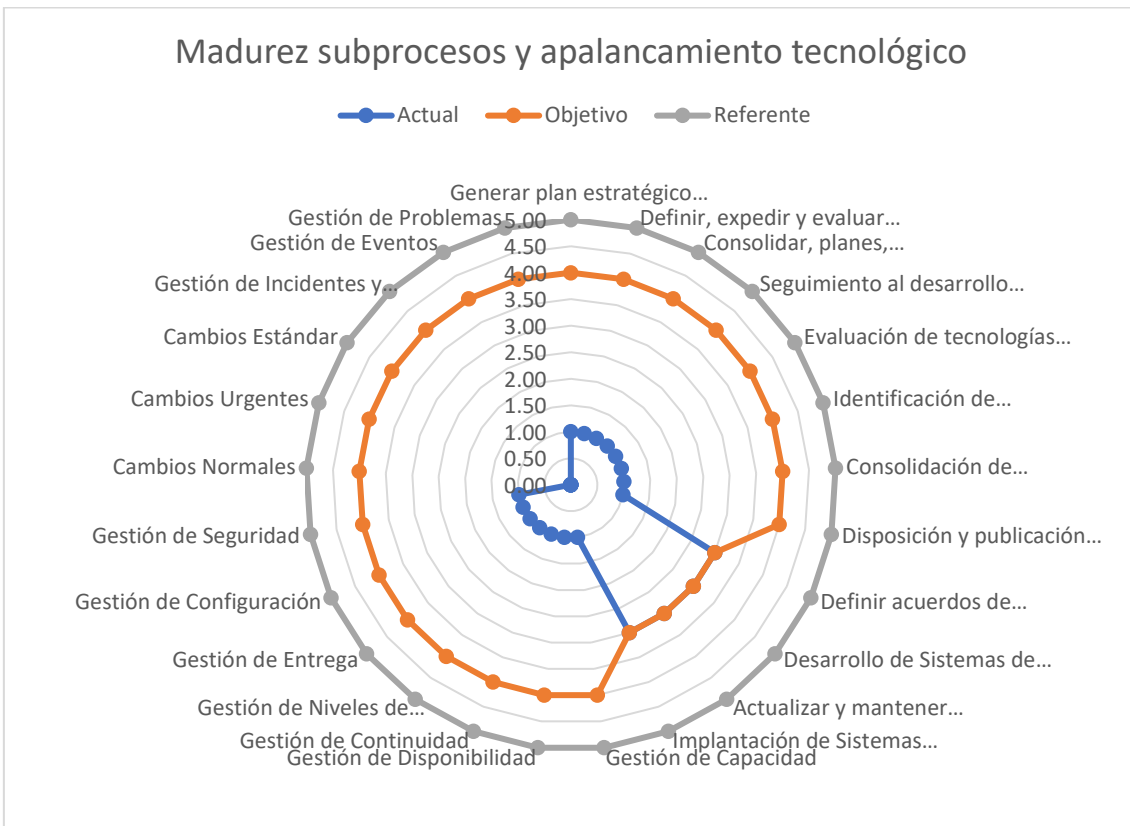 Madurez subprocesos y apalancamiento tecnológico
Actual
Objetivo
Referente
Generar plan estratégico...
Definir, expedir y evaluar...
Consolidar, planes,...
Seguimiento al desarrollo...
Evaluación de tecnologías...
Identificación de...
Consolidación de...
Disposición y publicación...
Definir acuerdos de...
Desarrollo de Sistemas de...
Actualizar y mantener...
Implantación de Sistemas...
Gestión de Capacidad
Gestión de Disponibilidad
Gestión de Continuidad
Gestión de Niveles de...
Gestión de Entrega
Gestión de Configuración
Gestión de Seguridad
Cambios Normales
Cambios Urgentes
Cambios Estándar
Gestión de Incidentes y...
Gestión de Eventos
Gestión de Problemas
5.00
4.50
4.00
3.50
3.00
2.50
2.00
1.50
1.00
0.50
0.00